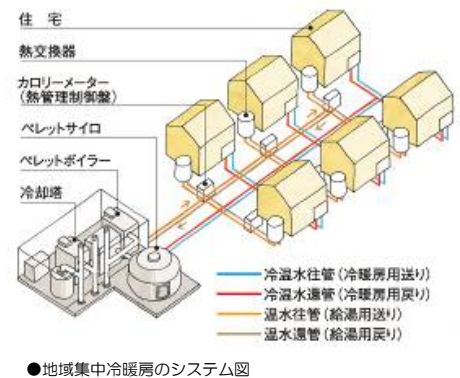 住　宅
熱交換器
カロリーメーター
（熱管理制御盤）
ペレットサイロ
ペレットボイラー
冷却塔
冷温水往管（冷暖房用送り）
冷温水還管（冷暖房用戻り）
温水往管（給湯用送り）
温水還管（給湯用戻り）
●地域集中冷暖房のシステム図